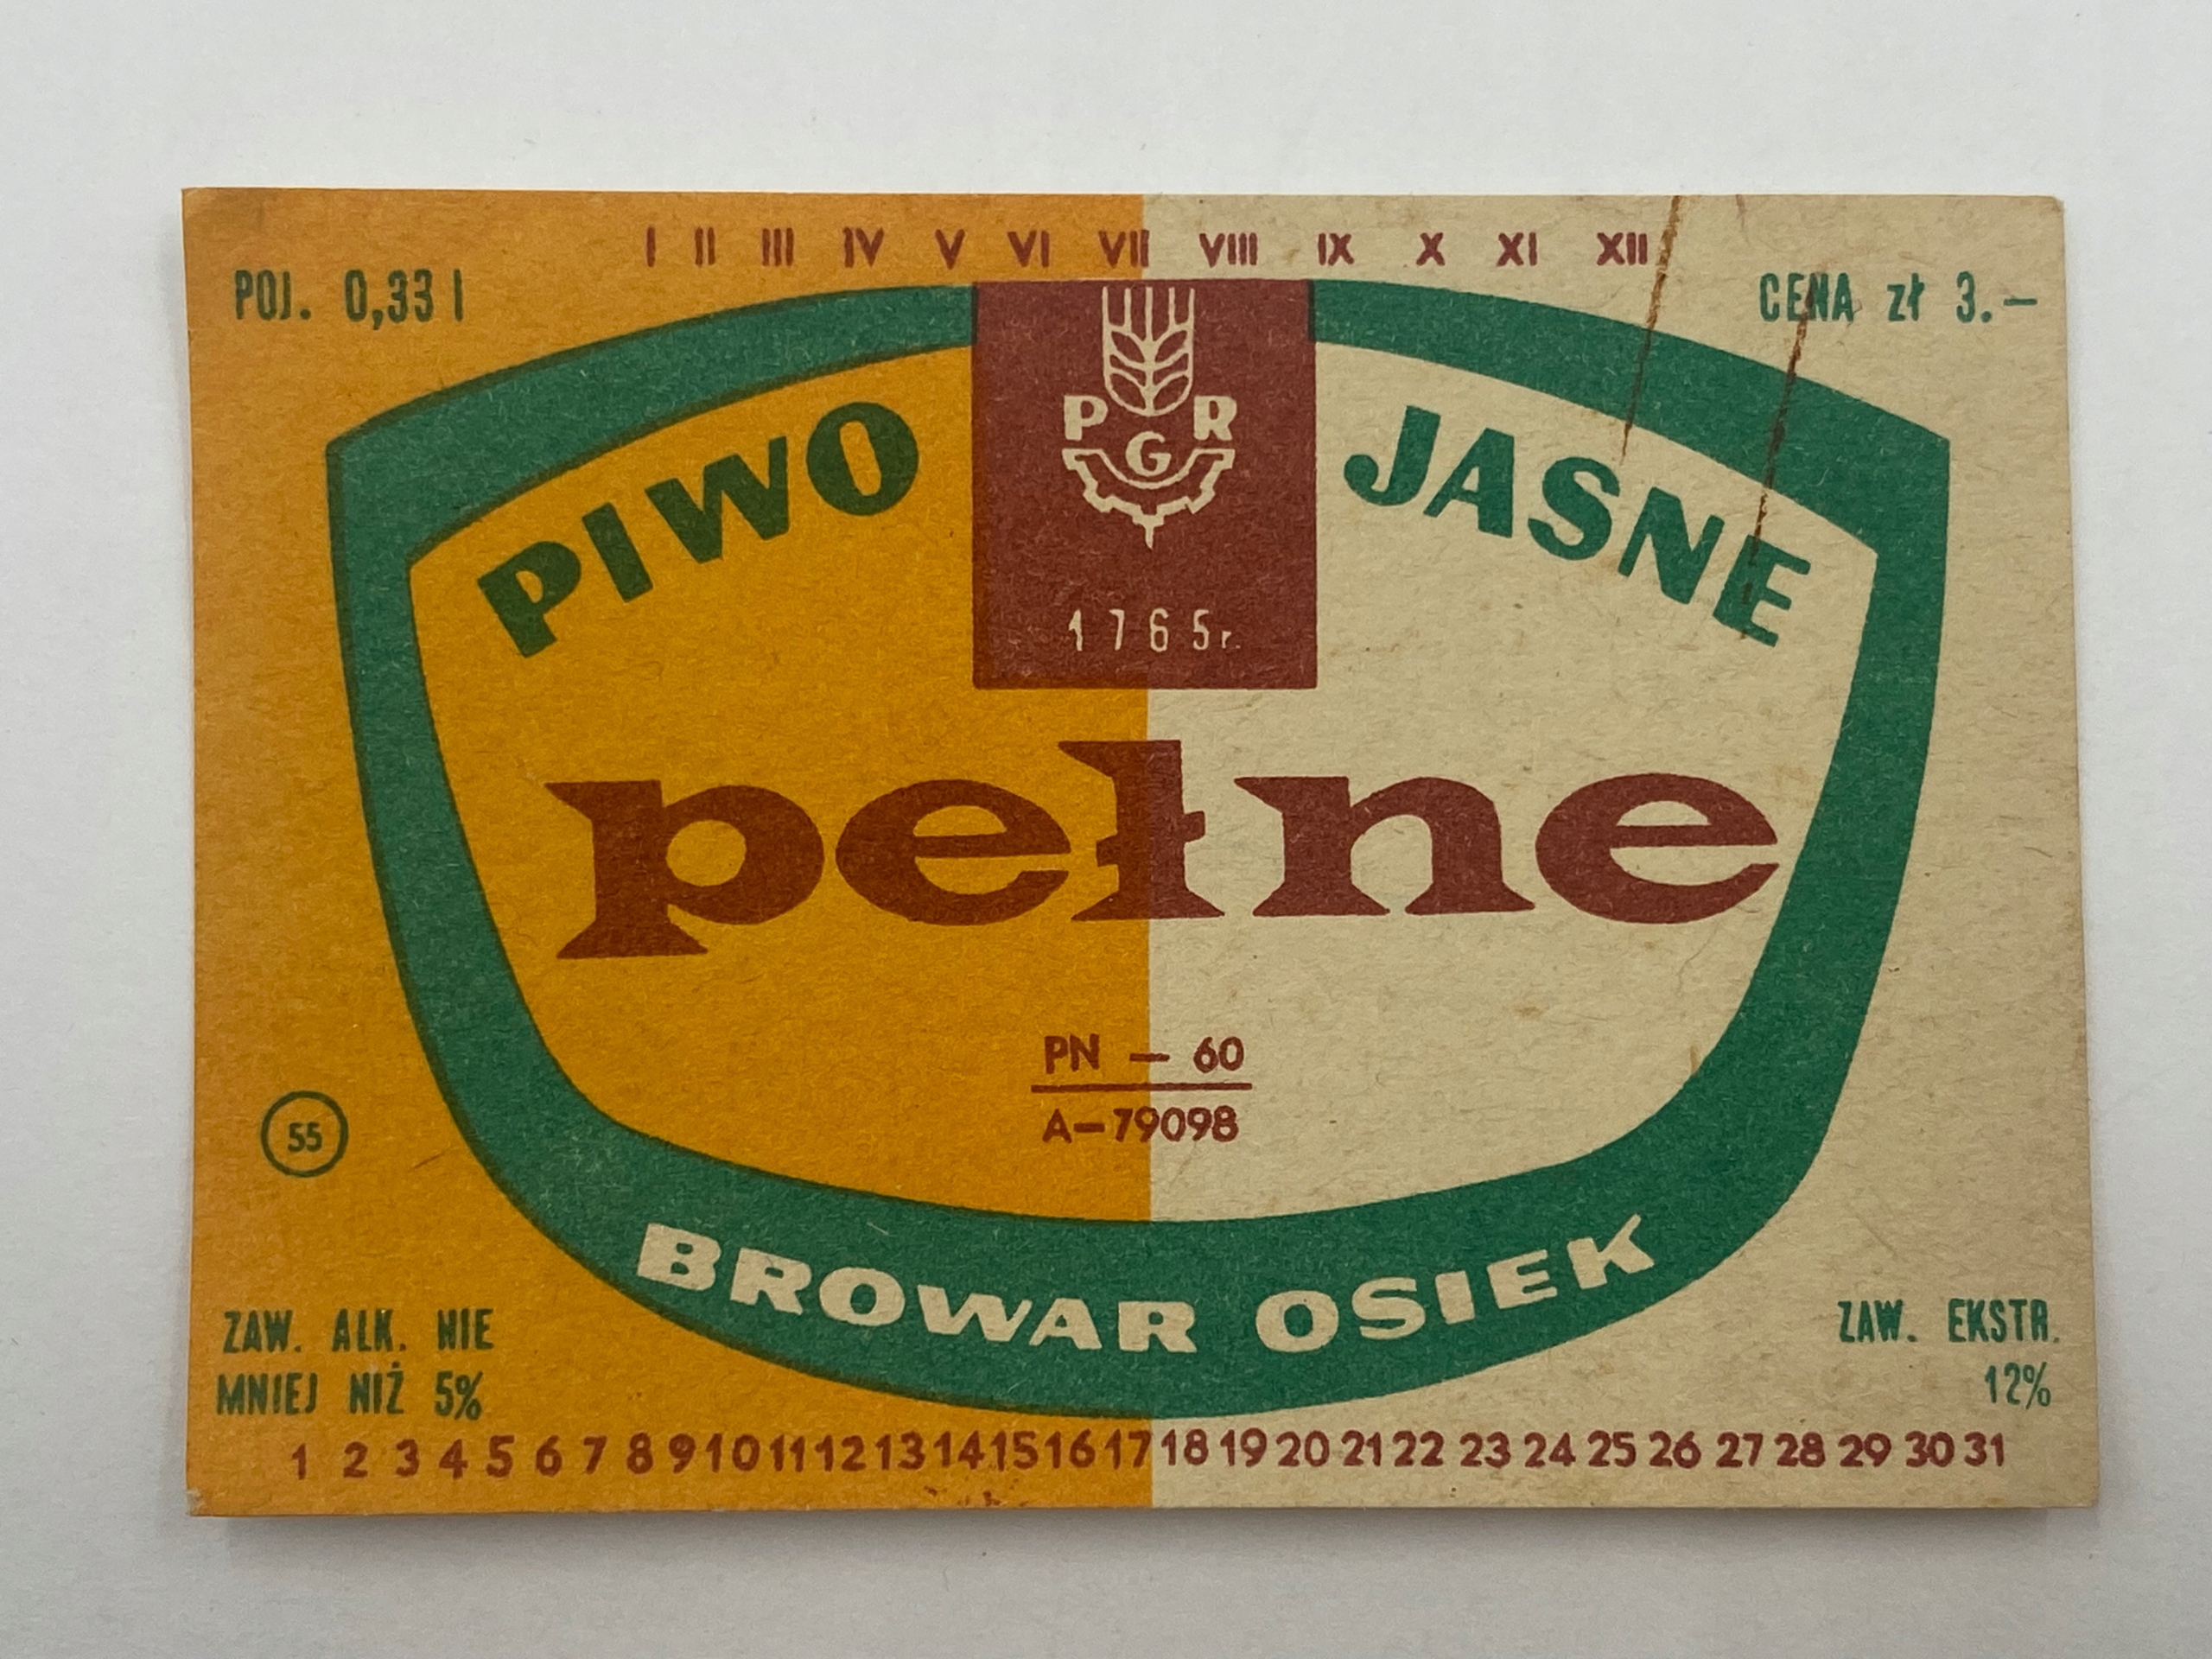 I II III IV V VI VII VIII IX X XI XII
POJ. 0,33 l
CENA zł 3.—
PGR
1765r.
PIWO JASNE
pełne
PN — 60
A—79098
55
BROWAR OSIEK
ZAW. ALK. NIE
MNIEJ NIŻ 5%
ZAW. EKSTR.
12%
1 2 3 4 5 6 7 8 9 10 11 12 13 14 15 16 17 18 19 20 21 22 23 24 25 26 27 28 29 30 31